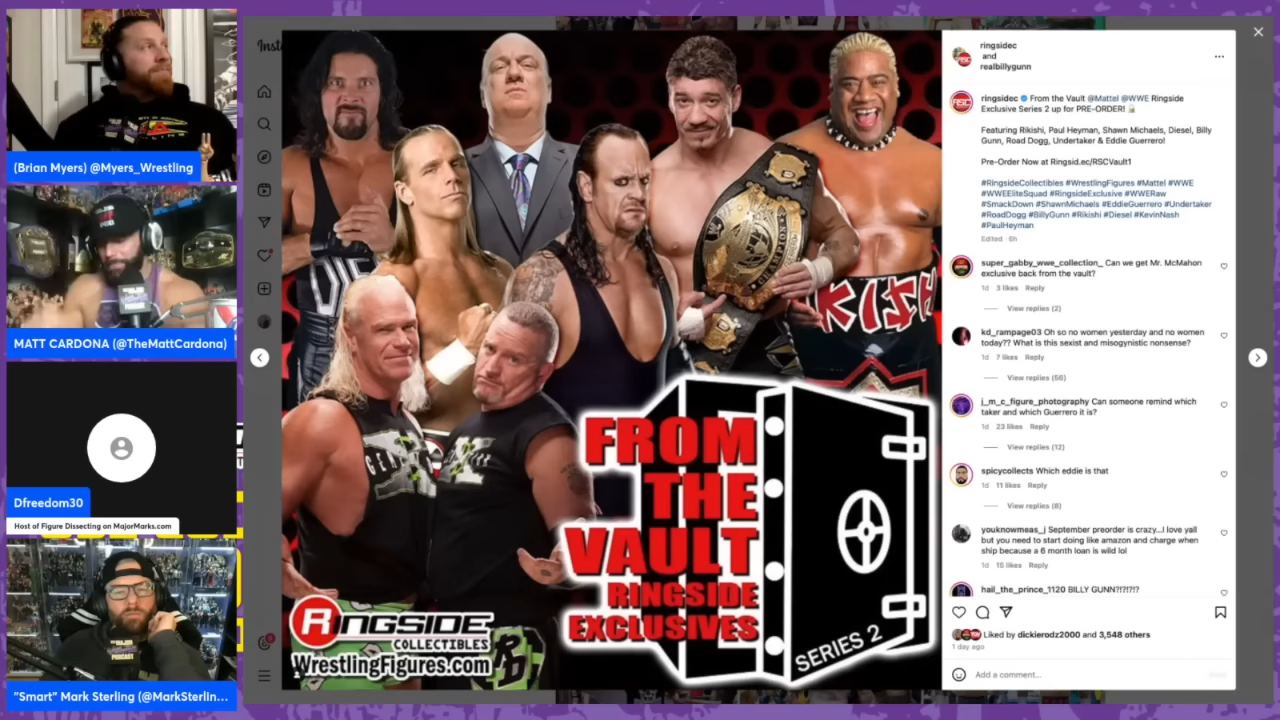 (Brian Myers) @Myers_Wrestling
MATT CARDONA (@TheMattCardona)
Dfreedom30
Host of Figure Dissecting on MajorMarks.com
"Smart" Mark Sterling (@MarkSterlin...
Inst
KISH
FROM
THE
VAULT
RINGSIDE
EXCLUSIVES
SERIES 2
RINGSIDE
COLLECTIBLES
WrestlingFigures.com
ringsidec
and
realbillygunn
ringsidec From the Vault @Mattel @WWE Ringside
Exclusive Series 2 up for PRE-ORDER!
Featuring Rikishi, Paul Heyman, Shawn Michaels, Diesel, Billy
Gunn, Road Dogg, Undertaker & Eddie Guerrero!
Pre-Order Now at Ringsid.ec/RSCVault1
#RingsideCollectibles #WrestlingFigures #Mattel #WWE
#WWEEliteSquad #RingsideExclusive #WWERaw
#SmackDown #ShawnMichaels #EddieGuerrero #Undertaker
#RoadDogg #BillyGunn #Rikishi #Diesel #KevinNash
#PaulHeyman
Edited · 6h
super_gabby_wwe_collection_ Can we get Mr. McMahon
exclusive back from the vault?
1d 3 likes Reply
View replies (2)
kd_rampage03 Oh so no women yesterday and no women
today?? What is this sexist and misogynistic nonsense?
1d 7 likes Reply
View replies (56)
j_m_c_figure_photography Can someone remind which
taker and which Guerrero it is?
1d 23 likes Reply
View replies (12)
spicycollects Which eddie is that
1d 11 likes Reply
View replies (8)
youknowmeas_j September preorder is crazy...I love yall
but you need to start doing like amazon and charge when
ship because a 6 month loan is wild lol
1d 15 likes Reply
hail_the_prince_1120 BILLY GUNN?!?!?!?
Liked by dickierodz2000 and 3,548 others
1 day ago
Add a comment...